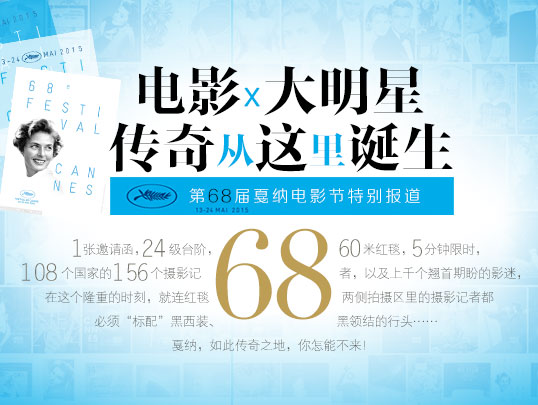 13-24 MAI 2015
68e
FESTI
VAL
CAN
NES
电影x大明星
传奇从这里诞生
第68届戛纳电影节特别报道
13-24 MAI 2015
68
1张邀请函，24级台阶，60米红毯，5分钟限时，
108个国家的156个摄影记者，以及上千个翘首期盼的影迷，
在这个隆重的时刻，就连红毯两侧拍摄区里的摄影记者都
必须“标配”黑西装、黑领结的行头……
戛纳，如此传奇之地，你怎能不来！